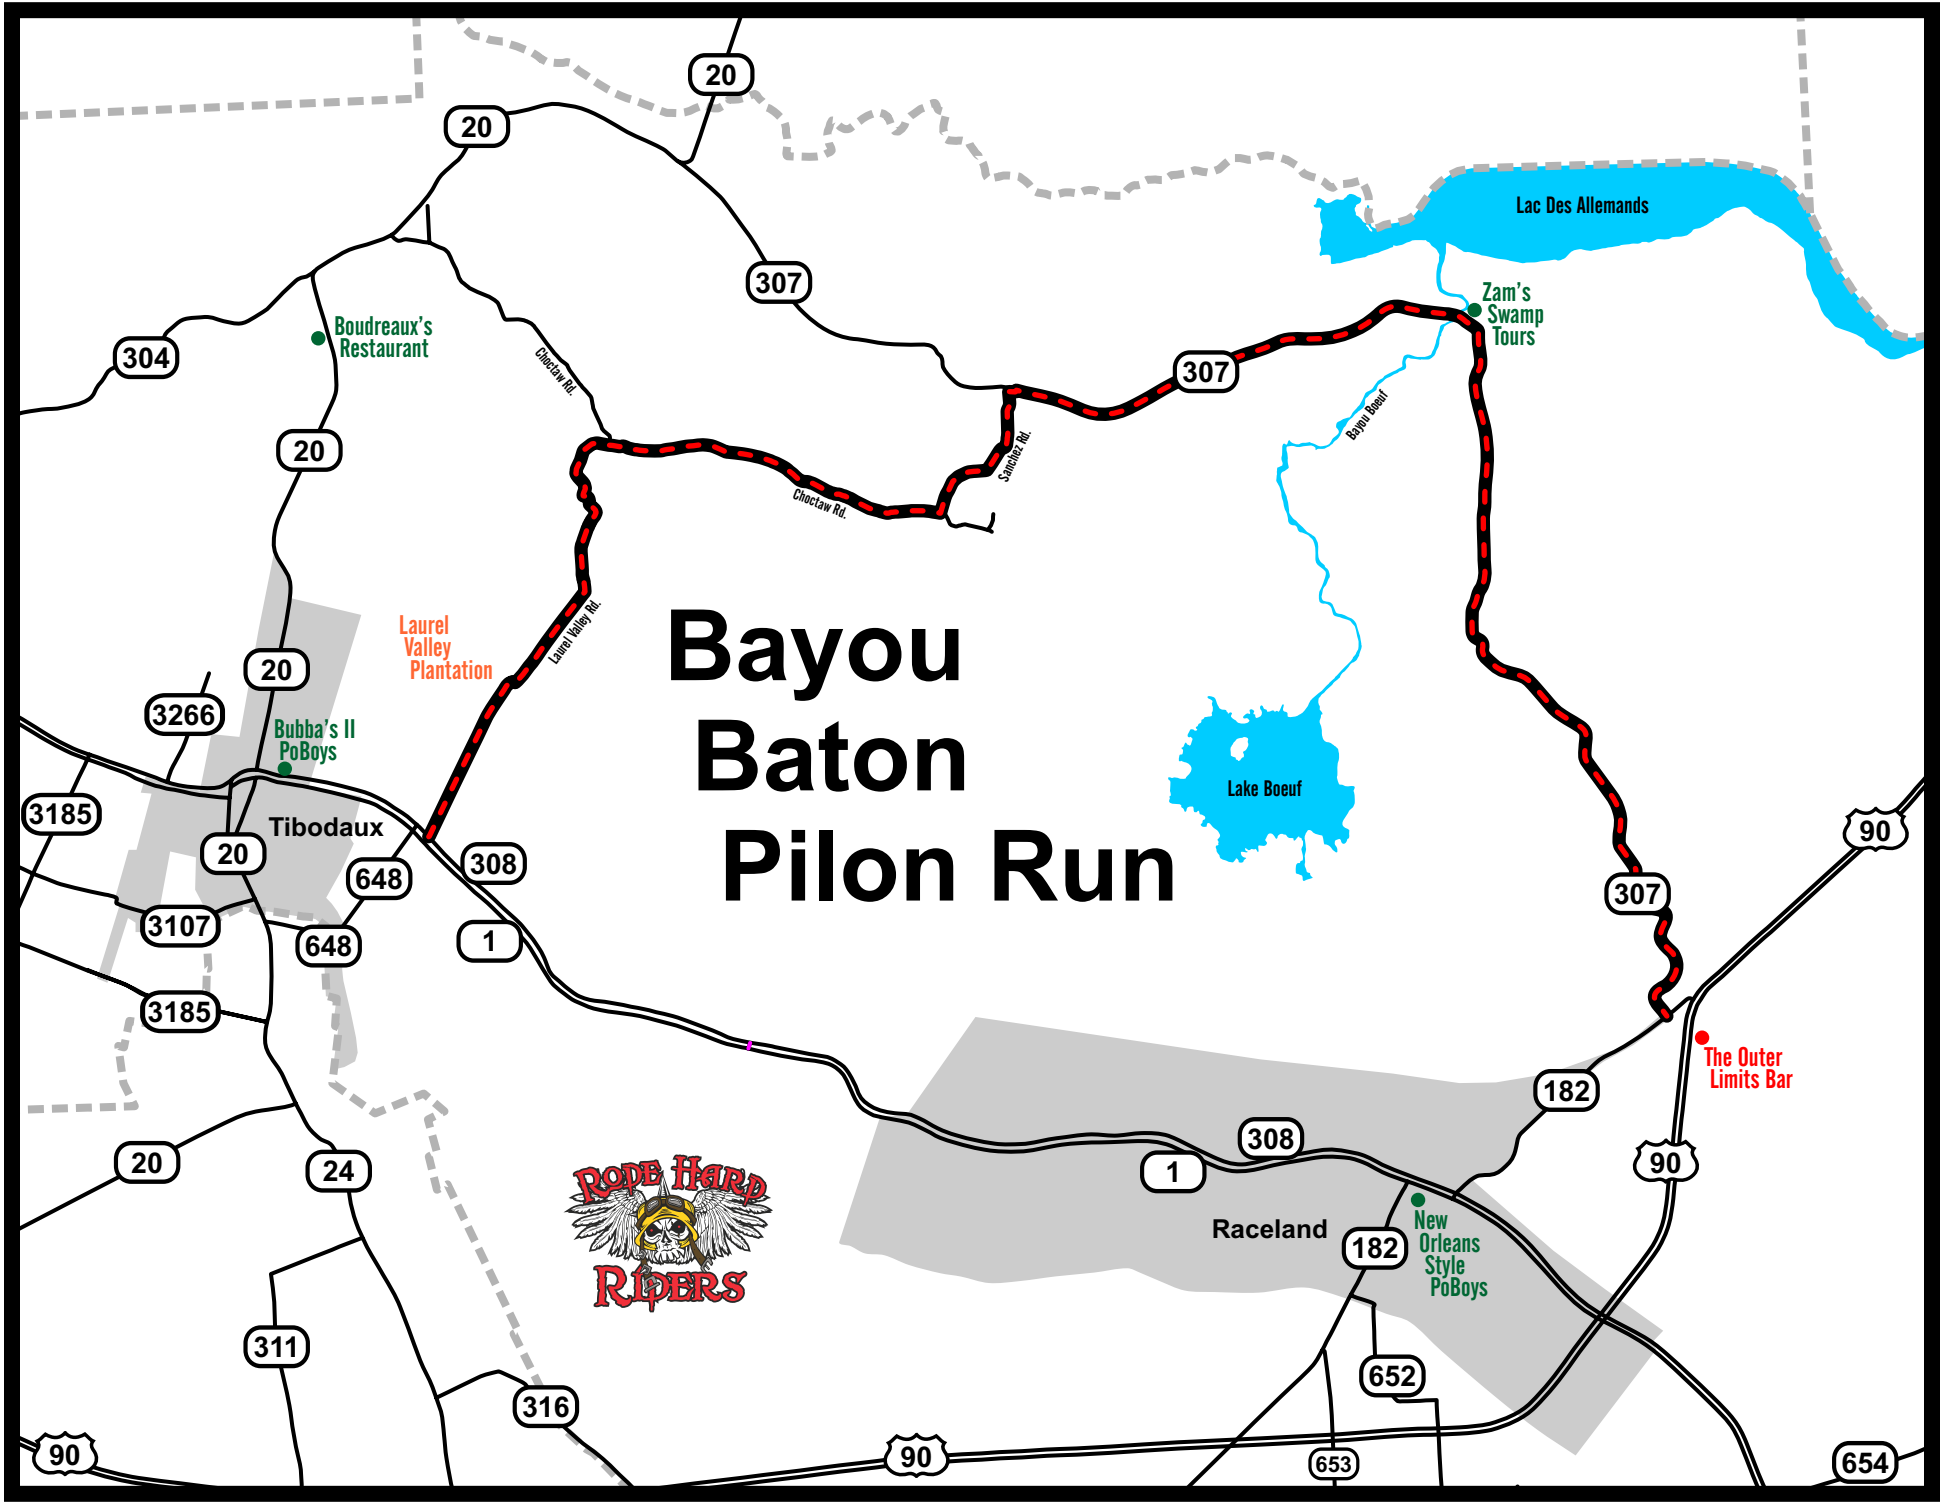 20
20
Lac Des Allemands
307
Zam's
Swamp
Tours
Boudreaux's
Restaurant
304
Choctaw Rd.
307
Bayou Boeuf
20
Sanchez Rd.
Choctaw Rd.
Laurel
Valley
Plantation
Laurel Valley Rd.
Bayou
Baton
Pilon Run
20
3266
Bubba's II
PoBoys
Lake Boeuf
3185
Tibodaux
90
20
308
648
307
3107
648
1
3185
The Outer
Limits Bar
182
308
20
24
1
90
RODE HARD
RIDERS
Raceland
182
New
Orleans
Style
PoBoys
311
652
316
90
90
653
654